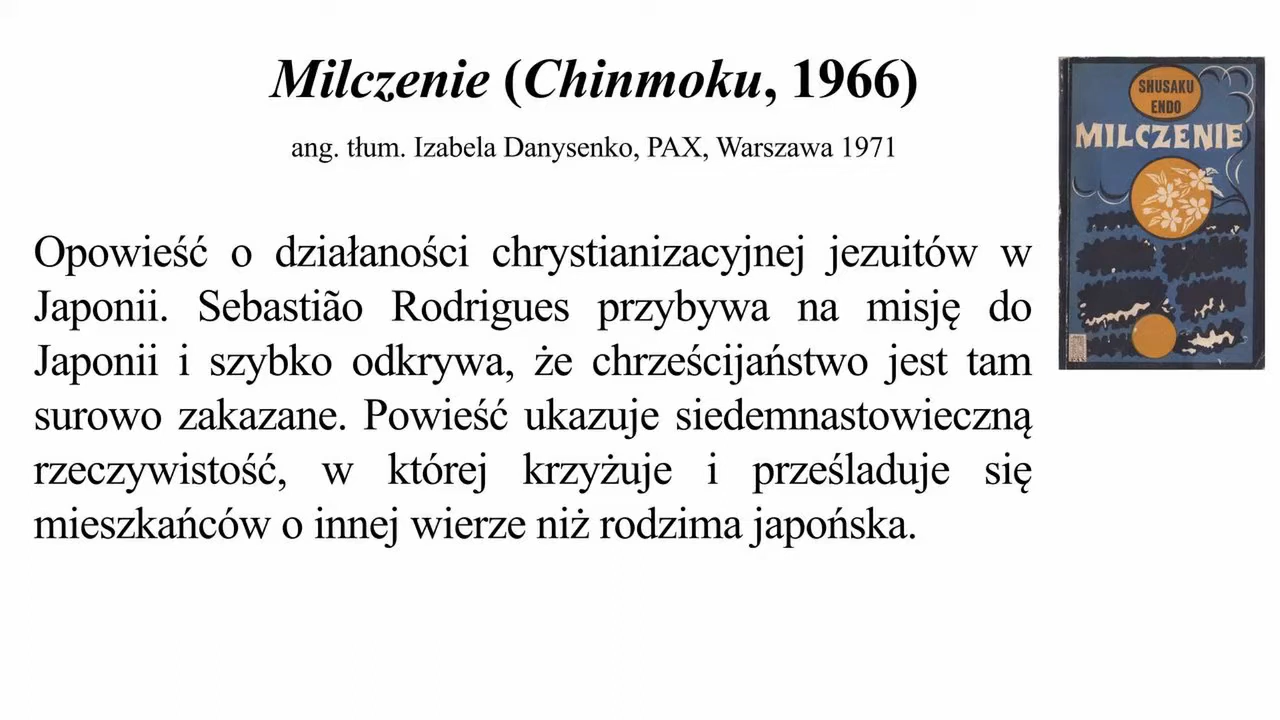 Milczenie (Chinmoku, 1966)
ang. tłum. Izabela Danysenko, PAX, Warszawa 1971
Opowieść o działaności chrystianizacyjnej jezuitów w
Japonii. Sebastião Rodrigues przybywa na misję do
Japonii i szybko odkrywa, że chrześcijaństwo jest tam
surowo zakazane. Powieść ukazuje siedemnastowieczną
rzeczywistość, w której krzyżuje i prześladuje się
mieszkańców o innej wierze niż rodzima japońska.
SHUSAKU
ENDO
MILCZENIE